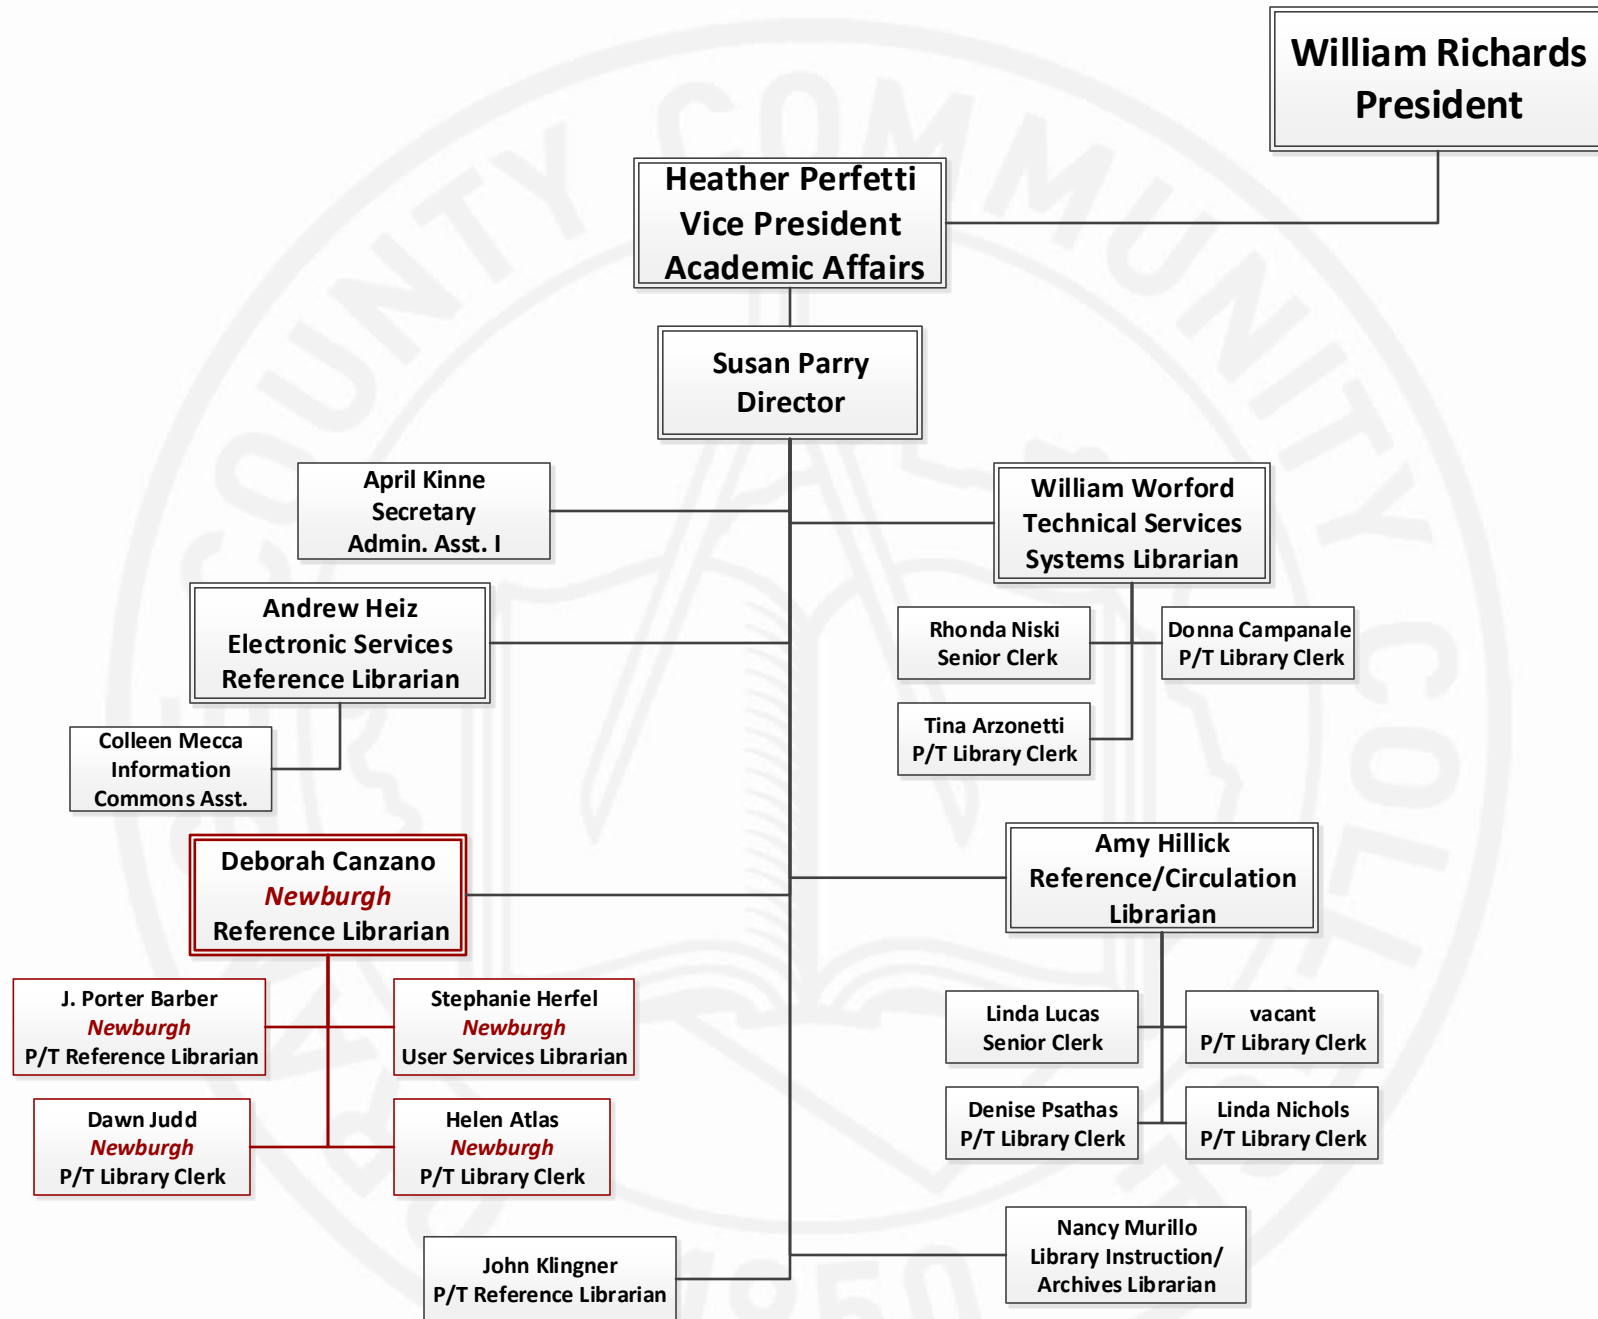 William Richards
President
Heather Perfetti
Vice President
Academic Affairs
Susan Parry
Director
April Kinne
Secretary
Admin. Asst. I
William Worford
Technical Services
Systems Librarian
Andrew Heiz
Electronic Services
Reference Librarian
Rhonda Niski
Senior Clerk
Donna Campanale
P/T Library Clerk
Colleen Mecca
Information
Commons Asst.
Tina Arzonetti
P/T Library Clerk
Deborah Canzano
Newburgh
Reference Librarian
Amy Hillick
Reference/Circulation
Librarian
J. Porter Barber
Newburgh
P/T Reference Librarian
Stephanie Herfel
Newburgh
User Services Librarian
Linda Lucas
Senior Clerk
vacant
P/T Library Clerk
Dawn Judd
Newburgh
P/T Library Clerk
Helen Atlas
Newburgh
P/T Library Clerk
Denise Psathas
P/T Library Clerk
Linda Nichols
P/T Library Clerk
John Klingner
P/T Reference Librarian
Nancy Murillo
Library Instruction/
Archives Librarian
COUNTY COMMUNITY COLL
1950